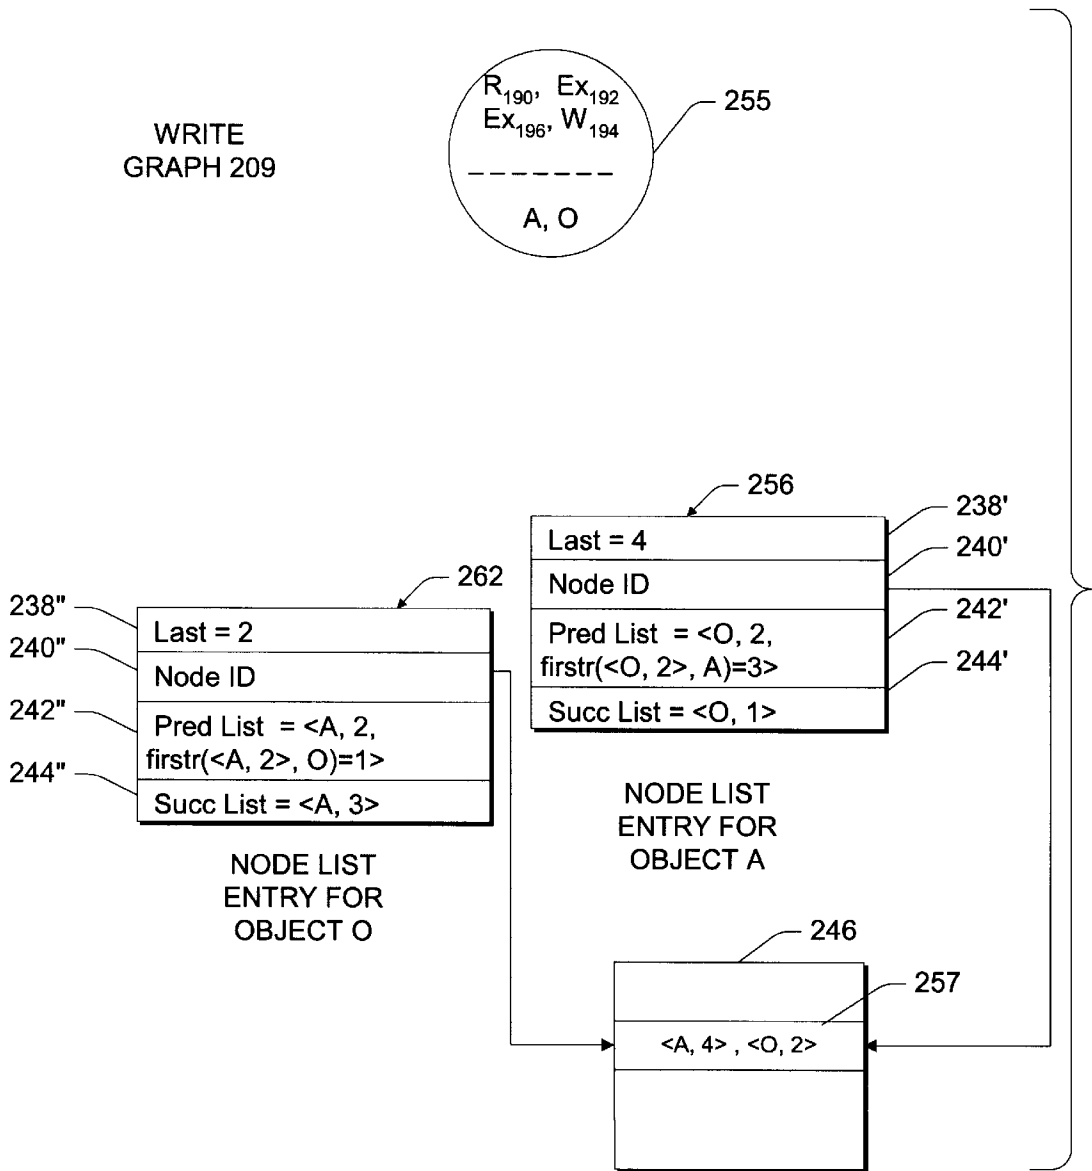 R190, Ex192
Ex196, W194
A, O
255
WRITE
GRAPH 209
256
Last = 4
Node ID
Pred List = <O, 2,
firstr(<O, 2>, A)=3>
Succ List = <O, 1>
238'
240'
242'
244'
NODE LIST
ENTRY FOR
OBJECT A
262
238"
240"
242"
244"
Last = 2
Node ID
Pred List = <A, 2,
firstr(<A, 2>, O)=1>
Succ List = <A, 3>
NODE LIST
ENTRY FOR
OBJECT O
246
257
<A, 4> , <O, 2>